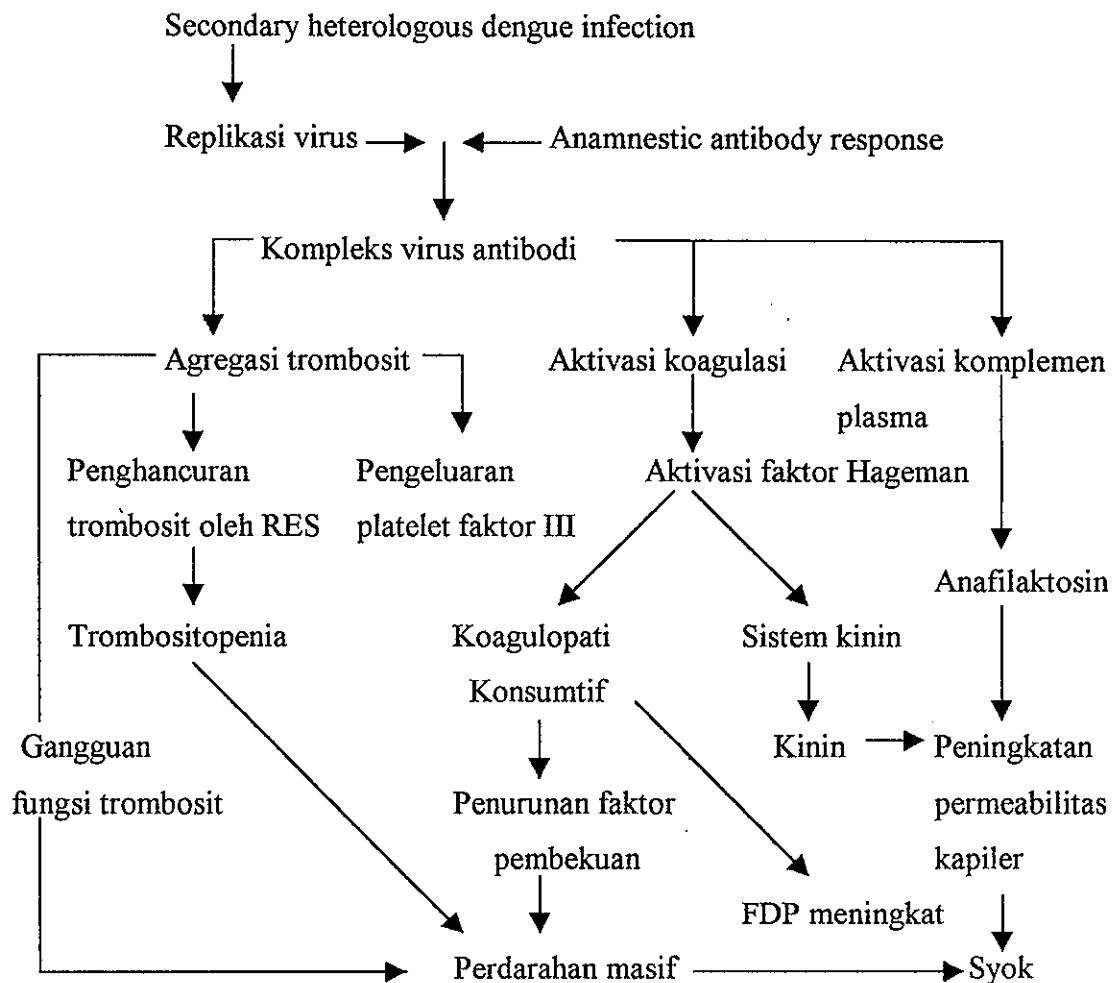 Secondary heterologous dengue infection
Replikasi virus
Anamnestic antibody response
Kompleks virus antibodi
Agregasi trombosit
Aktivasi koagulasi
Aktivasi komplemen
plasma
Penghancuran
trombosit oleh RES
Pengeluaran
platelet faktor III
Aktivasi faktor Hageman
Anafilaktosin
Trombositopenia
Koagulopati
Konsumtif
Sistem kinin
Gangguan
fungsi trombosit
Kinin
Peningkatan
permeabilitas
kapiler
Penurunan faktor
pembekuan
FDP meningkat
Perdarahan masif
Syok